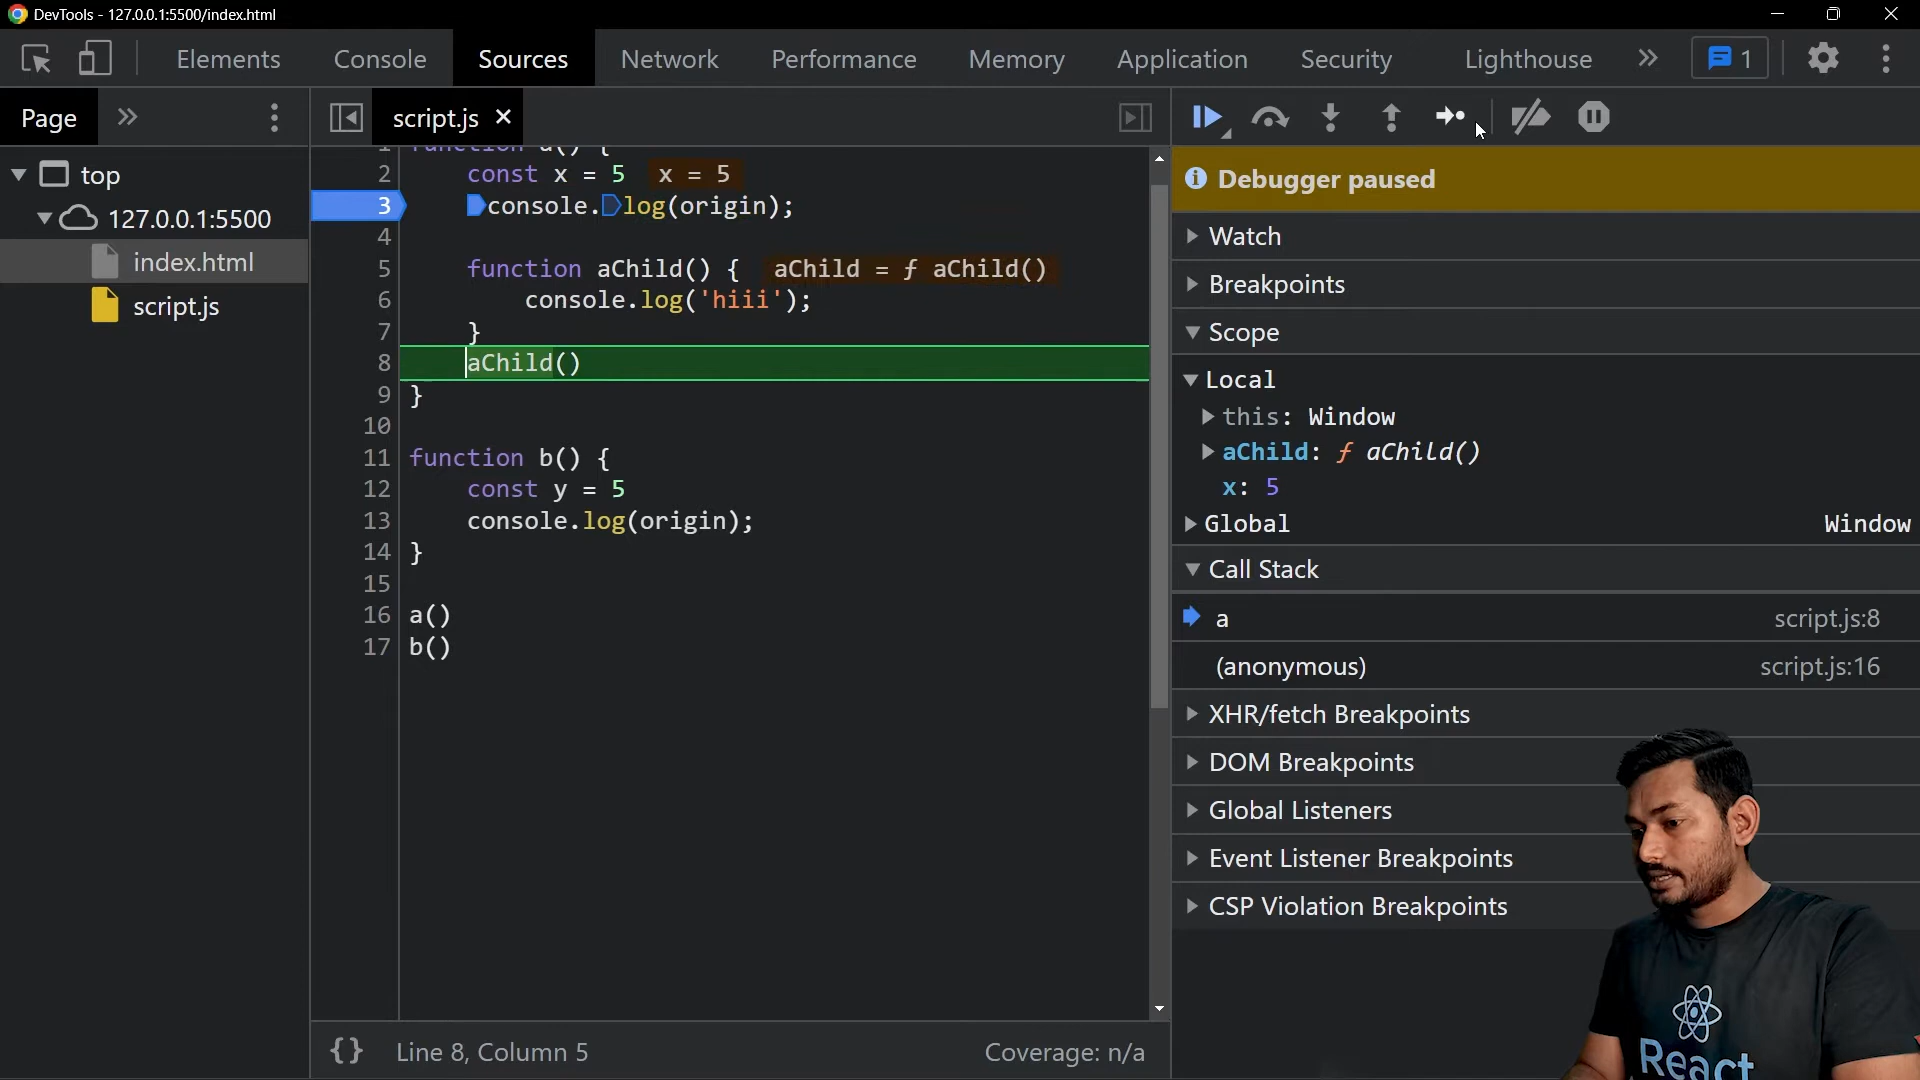 DevTools - 127.0.0.1:5500/index.html
Elements Console Sources Network Performance Memory Application Security Lighthouse 1
Page script.js
top
127.0.0.1:5500
index.html
script.js
1 function a() {
2 const x = 5 x = 5
3 console.log(origin);
4
5 function aChild() { aChild = ƒ aChild()
6 console.log('hiii');
7 }
8 aChild()
9 }
10
11 function b() {
12 const y = 5
13 console.log(origin);
14 }
15
16 a()
17 b()
{} Line 8, Column 5 Coverage: n/a
Debugger paused
Watch
Breakpoints
Scope
Local
this: Window
aChild: ƒ aChild()
x: 5
Global Window
Call Stack
a script.js:8
(anonymous) script.js:16
XHR/fetch Breakpoints
DOM Breakpoints
Global Listeners
Event Listener Breakpoints
CSP Violation Breakpoints
React